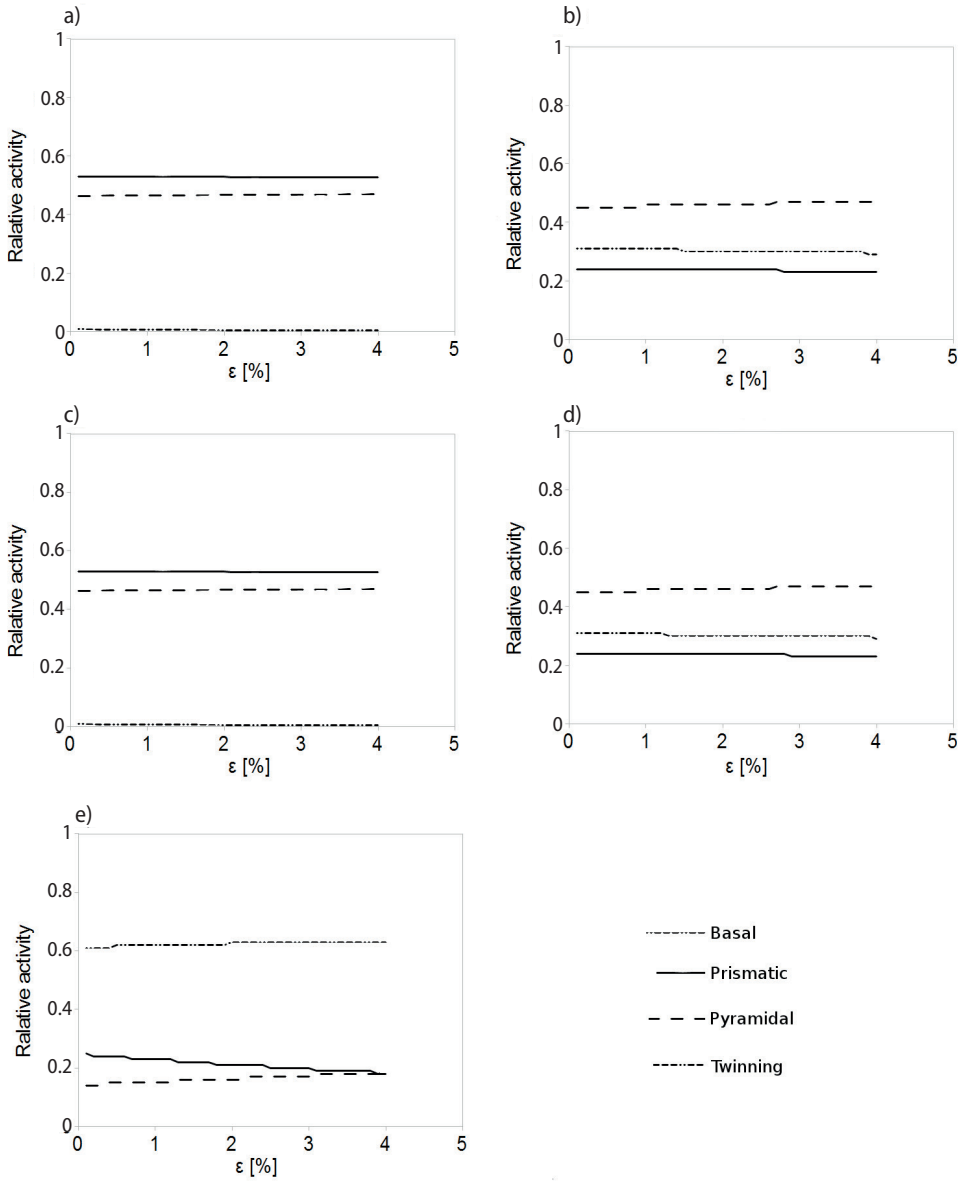 a)
1
0.8
0.6
0.4
0.2
0
Ralative activity
0 1 2 3 4 5
ε [%]
b)
1
0.8
0.6
0.4
0.2
0
Ralative activity
0 1 2 3 4 5
ε [%]
c)
1
0.8
0.6
0.4
0.2
0
Ralative activity
0 1 2 3 4 5
ε [%]
d)
1
0.8
0.6
0.4
0.2
0
Ralative activity
0 1 2 3 4 5
ε [%]
e)
1
0.8
0.6
0.4
0.2
0
Ralative activity
0 1 2 3 4 5
ε [%]
Basal
Prismatic
Pyramidal
Twinning